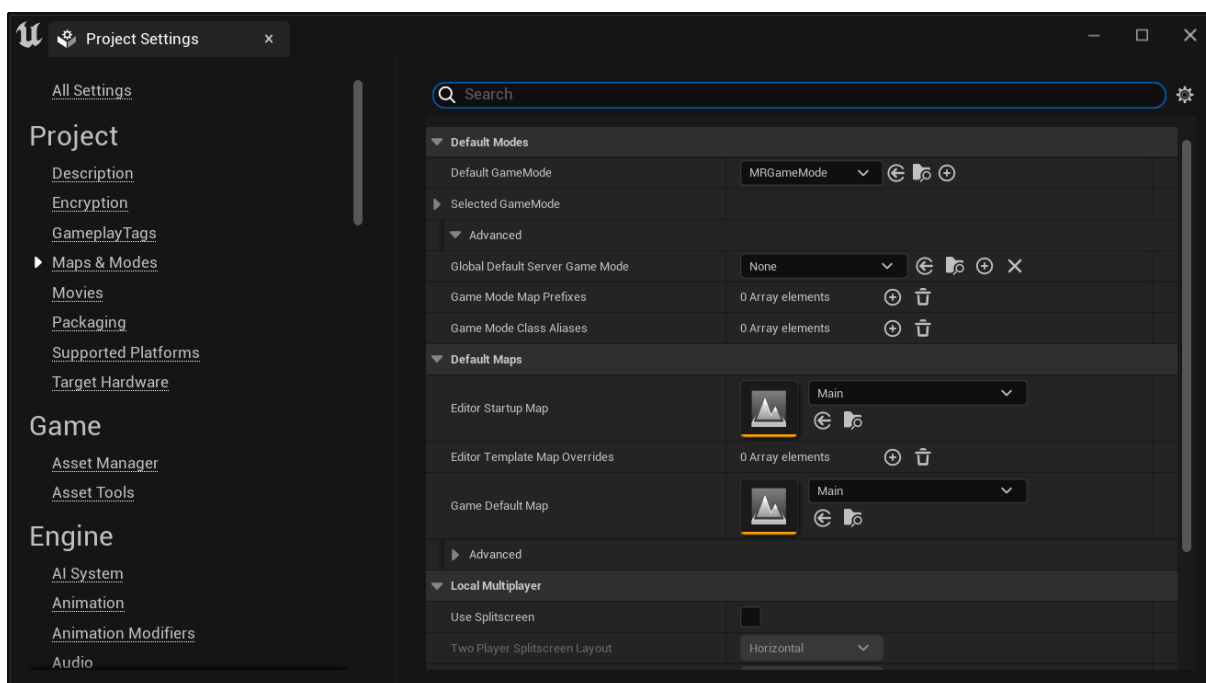 Project Settings
All Settings
Project
Description
Encryption
GameplayTags
Maps & Modes
Movies
Packaging
Supported Platforms
Target Hardware
Game
Asset Manager
Asset Tools
Engine
AI System
Animation
Animation Modifiers
Audio
Search
Default Modes
Default GameMode MRGameMode
Selected GameMode
Advanced
Global Default Server Game Mode None
Game Mode Map Prefixes 0 Array elements
Game Mode Class Aliases 0 Array elements
Default Maps
Editor Startup Map Main
Editor Template Map Overrides 0 Array elements
Game Default Map Main
Advanced
Local Multiplayer
Use Splitscreen
Two Player Splitscreen Layout Horizontal